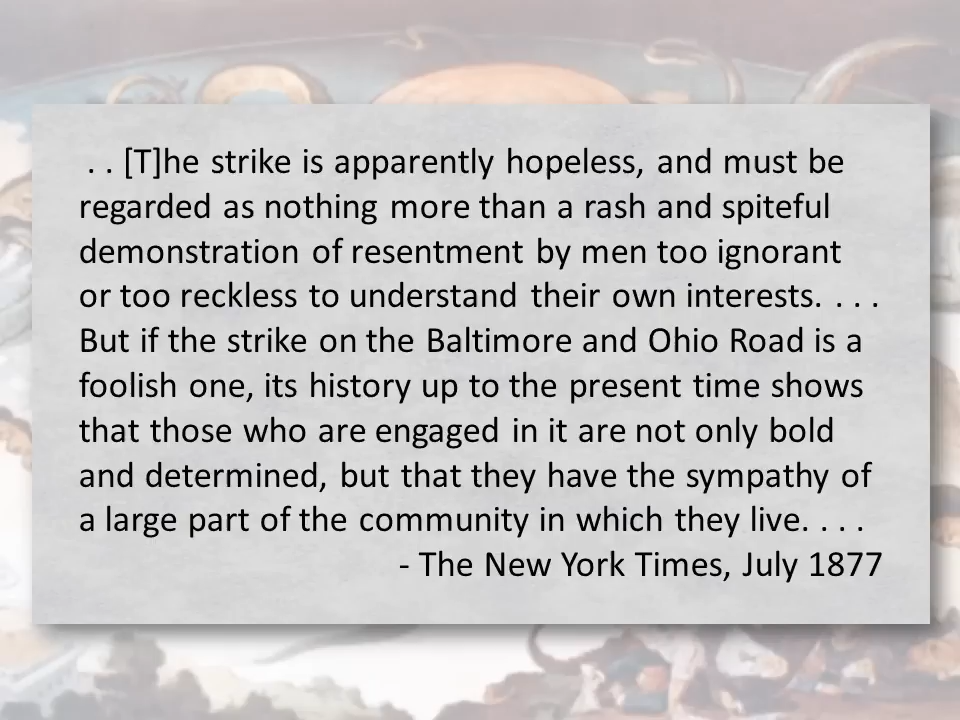 . . [T]he strike is apparently hopeless, and must be
regarded as nothing more than a rash and spiteful
demonstration of resentment by men too ignorant
or too reckless to understand their own interests. . . .
But if the strike on the Baltimore and Ohio Road is a
foolish one, its history up to the present time shows
that those who are engaged in it are not only bold
and determined, but that they have the sympathy of
a large part of the community in which they live. . . .
- The New York Times, July 1877